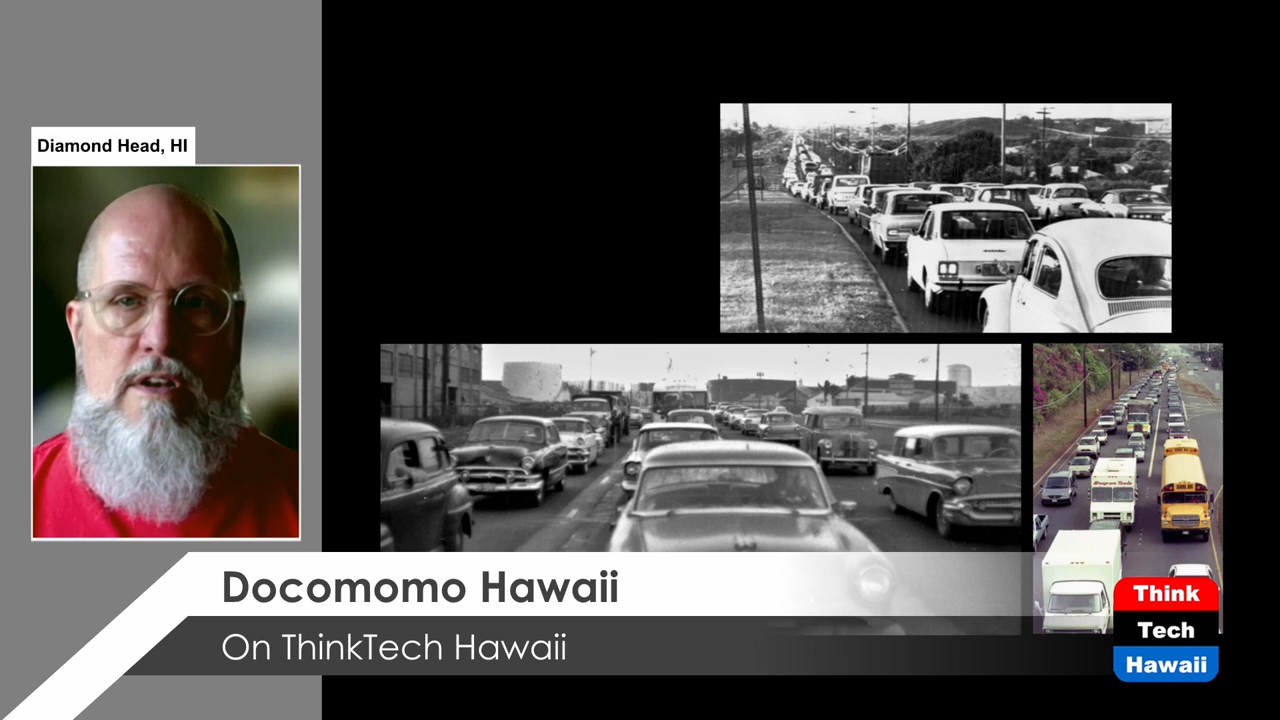 Diamond Head, HI
Docomomo Hawaii
On ThinkTech Hawaii
Think
Tech
Hawaii